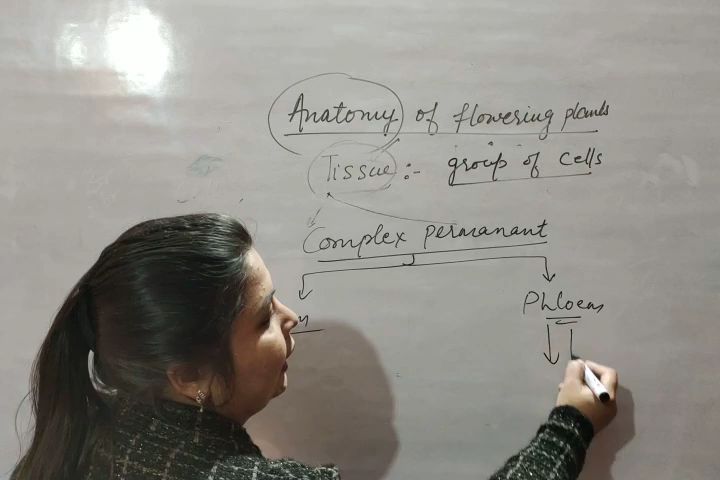 Anatomy of flowering plants
Tissue :- group of cells
Complex permanant
Phloem